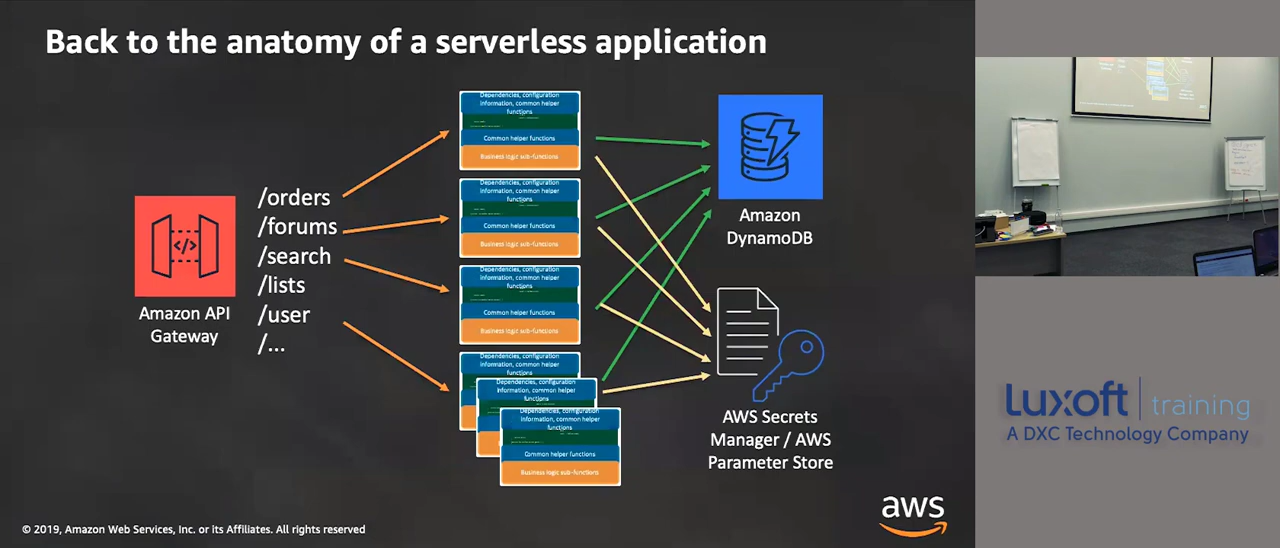 Back to the anatomy of a serverless application
Amazon API
Gateway
/orders
/forums
/search
/lists
/user
/...
Dependencies, configuration
information, common helper
functions
Common helper functions
Business logic sub-functions
Dependencies, configuration
information, common helper
functions
Common helper functions
Business logic sub-functions
Dependencies, configuration
information, common helper
functions
Common helper functions
Business logic sub-functions
Dependencies, configuration
information, common helper
functions
Dependencies, configuration
information, common helper
functions
Dependencies, configuration
information, common helper
functions
Common helper functions
Business logic sub-functions
Amazon
DynamoDB
AWS Secrets
Manager / AWS
Parameter Store
aws
© 2019, Amazon Web Services, Inc. or its Affiliates. All rights reserved
Luxoft training
A DXC Technology Company